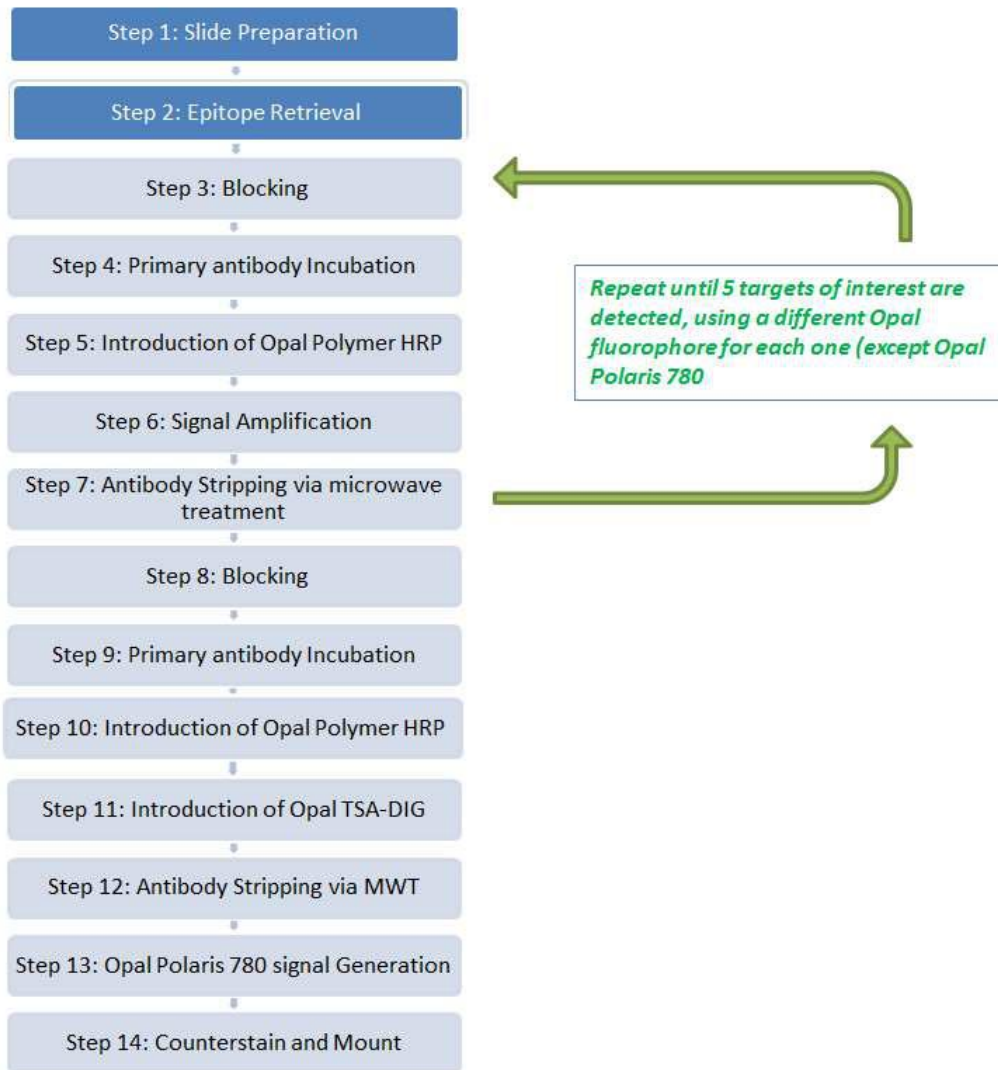 Step 1: Slide Preparation
Step 2: Epitope Retrieval
Step 3: Blocking
Step 4: Primary antibody Incubation
Step 5: Introduction of Opal Polymer HRP
Step 6: Signal Amplification
Step 7: Antibody Stripping via microwave
treatment
Step 8: Blocking
Step 9: Primary antibody Incubation
Step 10: Introduction of Opal Polymer HRP
Step 11: Introduction of Opal TSA-DIG
Step 12: Antibody Stripping via MWT
Step 13: Opal Polaris 780 signal Generation
Step 14: Counterstain and Mount
Repeat until 5 targets of interest are
detected, using a different Opal
fluorophore for each one (except Opal
Polaris 780